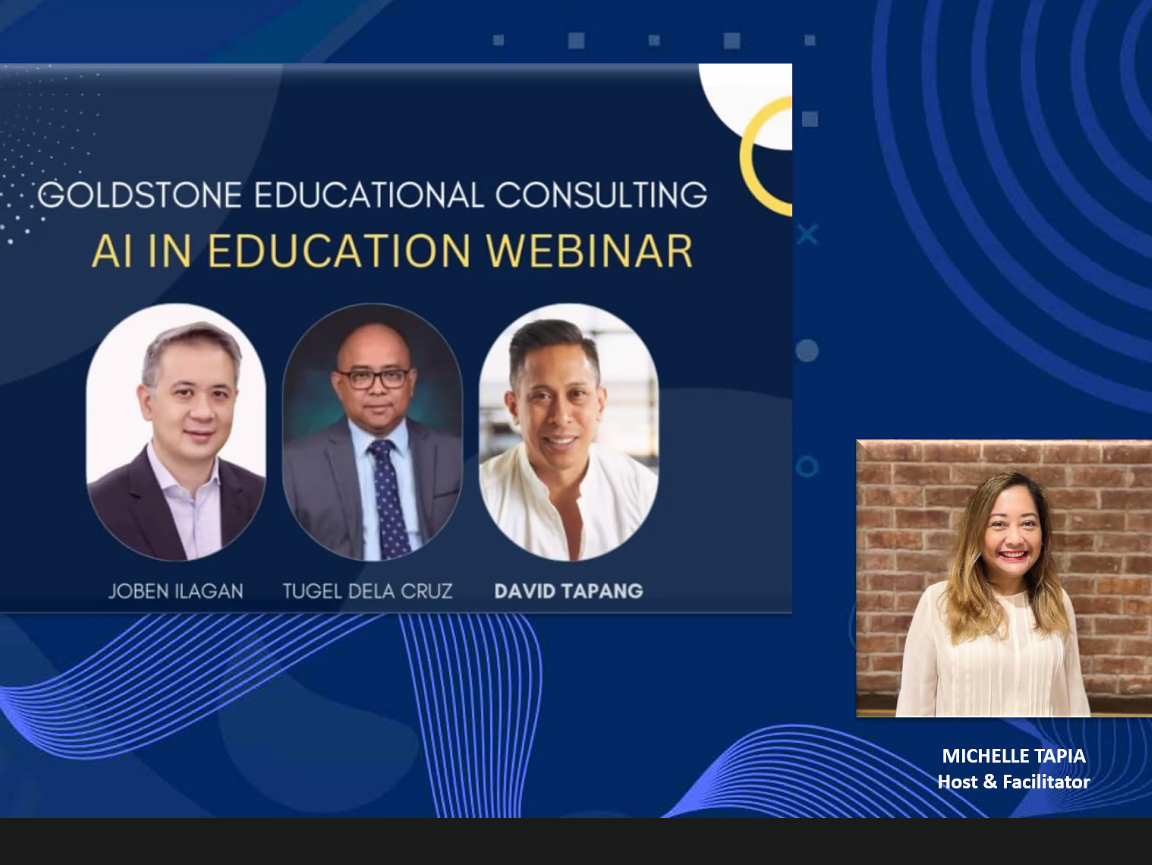 GOLDSTONE EDUCATIONAL CONSULTING
AI IN EDUCATION WEBINAR
JOBEN ILAGAN
TUGEL DELA CRUZ
DAVID TAPANG
MICHELLE TAPIA
Host & Facilitator